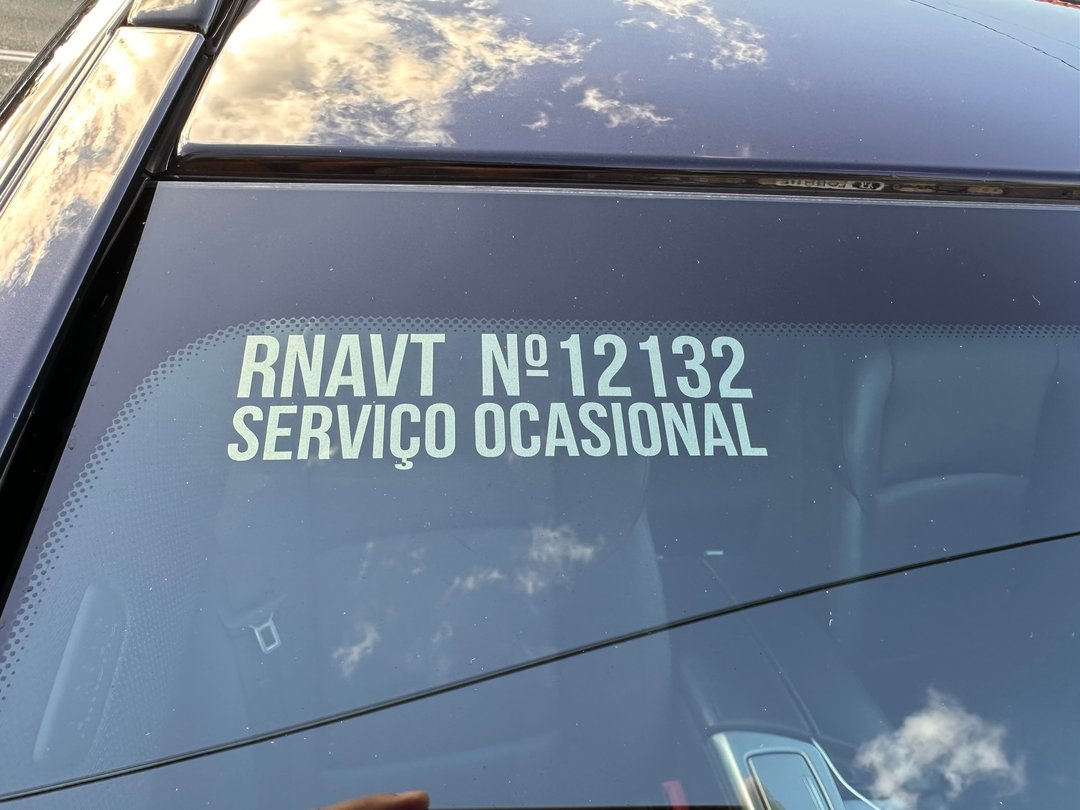 RNAVT Nº12132
SERVIÇO OCASIONAL